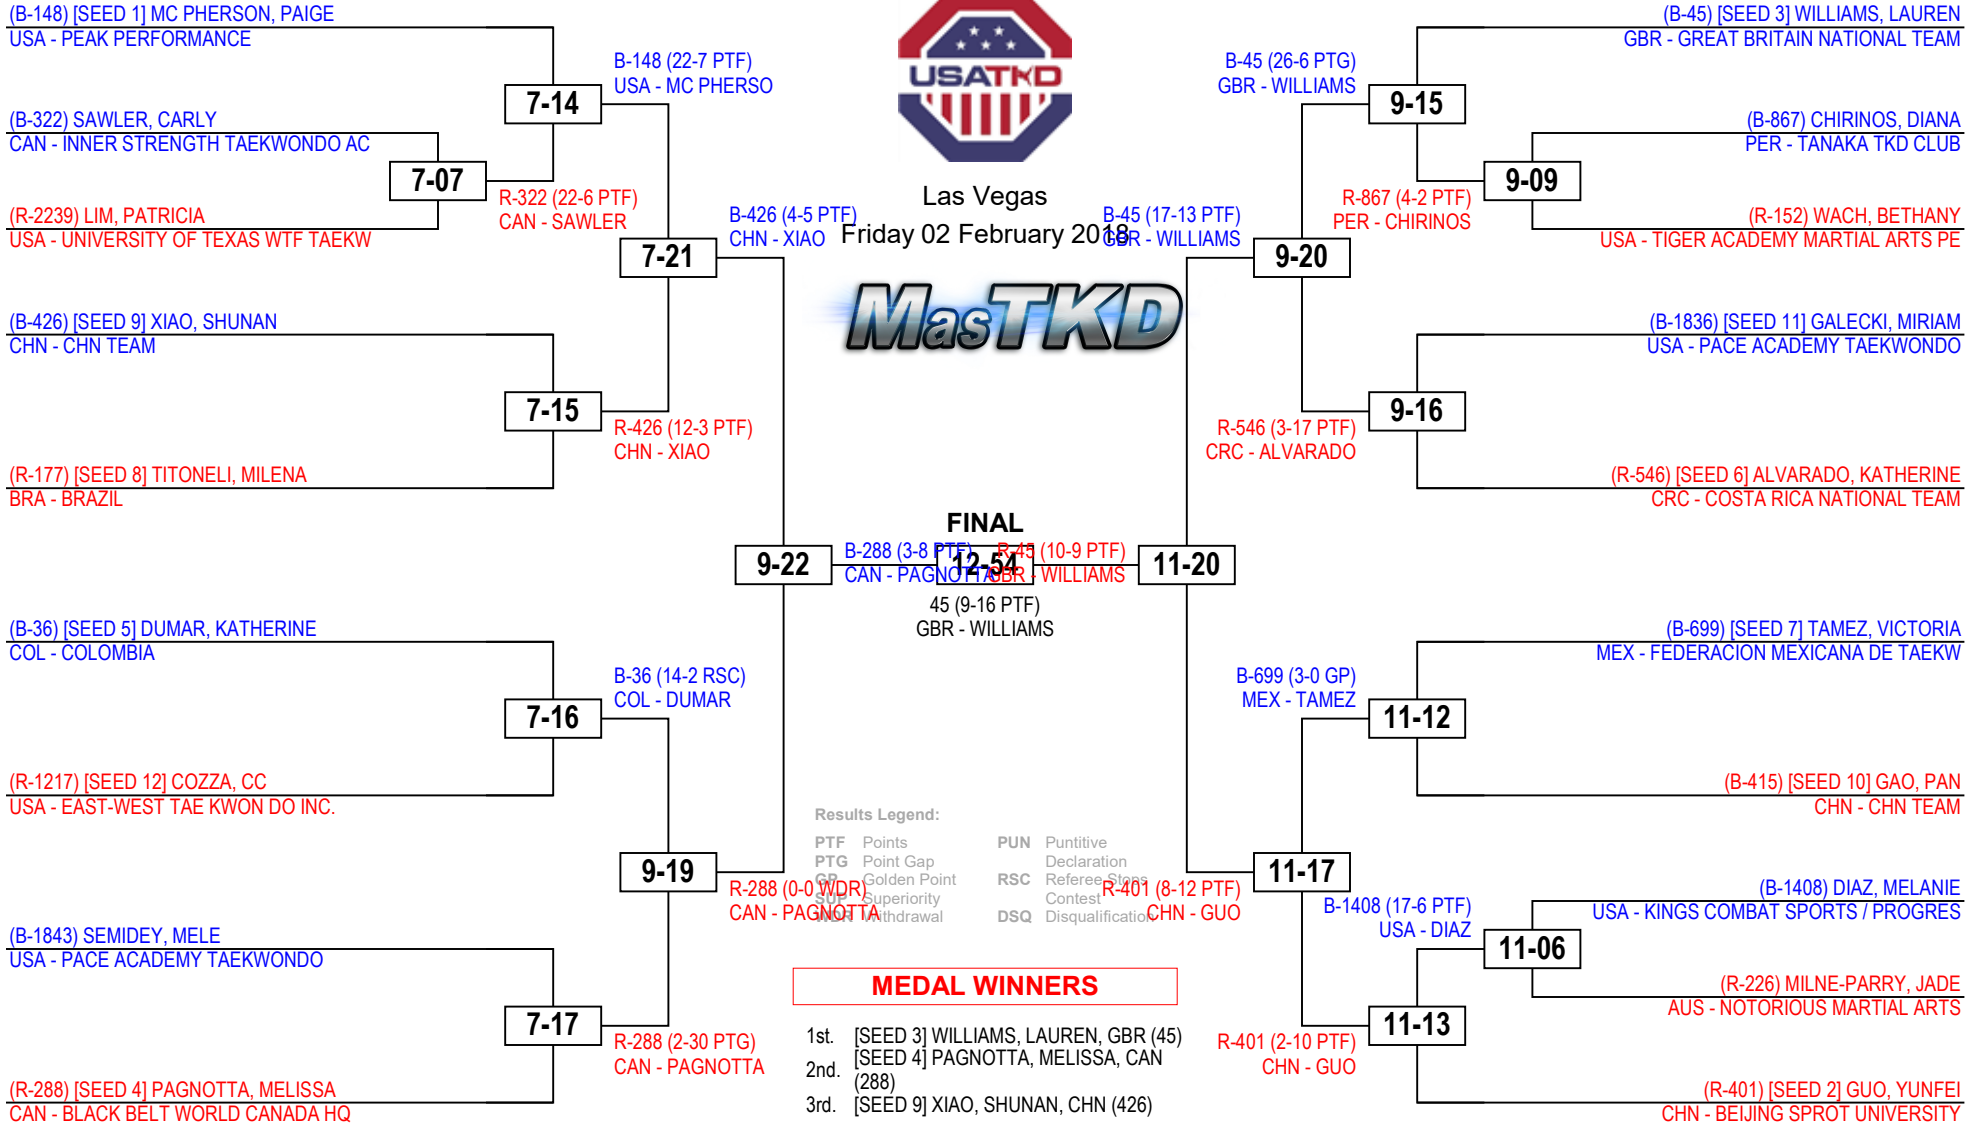 (B-148) [SEED 1] MC PHERSON, PAIGE
USA - PEAK PERFORMANCE
(B-322) SAWLER, CARLY
CAN - INNER STRENGTH TAEKWONDO AC
7-07
(R-2239) LIM, PATRICIA
USA - UNIVERSITY OF TEXAS WTF TAEKW
7-14
B-148 (22-7 PTF)
USA - MC PHERSO
R-322 (22-6 PTF)
CAN - SAWLER
7-21
(B-426) [SEED 9] XIAO, SHUNAN
CHN - CHN TEAM
7-15
R-426 (12-3 PTF)
CHN - XIAO
(R-177) [SEED 8] TITONELI, MILENA
BRA - BRAZIL
B-426 (4-5 PTF)
CHN - XIAO
9-22
(B-36) [SEED 5] DUMAR, KATHERINE
COL - COLOMBIA
7-16
B-36 (14-2 RSC)
COL - DUMAR
(R-1217) [SEED 12] COZZA, CC
USA - EAST-WEST TAE KWON DO INC.
9-19
R-288 (0-0 WDR)
CAN - PAGNOTTA
(B-1843) SEMIDEY, MELE
USA - PACE ACADEMY TAEKWONDO
7-17
R-288 (2-30 PTG)
CAN - PAGNOTTA
(R-288) [SEED 4] PAGNOTTA, MELISSA
CAN - BLACK BELT WORLD CANADA HQ
USATKD
Las Vegas
Friday 02 February 2018
MasTKD
FINAL
B-288 (3-8 PTF)
CAN - PAGNOTTA
12-54
R-45 (10-9 PTF)
GBR - WILLIAMS
45 (9-16 PTF)
GBR - WILLIAMS
Results Legend:
PTF Points
PTG Point Gap
GP Golden Point
SUP Superiority
WDR Withdrawal
PUN Puntitive
Declaration
RSC Referee Stops
Contest
DSQ Disqualification
MEDAL WINNERS
1st. [SEED 3] WILLIAMS, LAUREN, GBR (45)
2nd. [SEED 4] PAGNOTTA, MELISSA, CAN
(288)
3rd. [SEED 9] XIAO, SHUNAN, CHN (426)
(B-45) [SEED 3] WILLIAMS, LAUREN
GBR - GREAT BRITAIN NATIONAL TEAM
B-45 (26-6 PTG)
GBR - WILLIAMS
9-15
(B-867) CHIRINOS, DIANA
PER - TANAKA TKD CLUB
9-09
R-867 (4-2 PTF)
PER - CHIRINOS
(R-152) WACH, BETHANY
USA - TIGER ACADEMY MARTIAL ARTS PE
B-45 (17-13 PTF)
GBR - WILLIAMS
9-20
(B-1836) [SEED 11] GALECKI, MIRIAM
USA - PACE ACADEMY TAEKWONDO
9-16
R-546 (3-17 PTF)
CRC - ALVARADO
(R-546) [SEED 6] ALVARADO, KATHERINE
CRC - COSTA RICA NATIONAL TEAM
11-20
(B-699) [SEED 7] TAMEZ, VICTORIA
MEX - FEDERACION MEXICANA DE TAEKW
B-699 (3-0 GP)
MEX - TAMEZ
11-12
(B-415) [SEED 10] GAO, PAN
CHN - CHN TEAM
11-17
R-401 (8-12 PTF)
CHN - GUO
(B-1408) DIAZ, MELANIE
USA - KINGS COMBAT SPORTS / PROGRES
B-1408 (17-6 PTF)
USA - DIAZ
11-06
(R-226) MILNE-PARRY, JADE
AUS - NOTORIOUS MARTIAL ARTS
11-13
R-401 (2-10 PTF)
CHN - GUO
(R-401) [SEED 2] GUO, YUNFEI
CHN - BEIJING SPROT UNIVERSITY